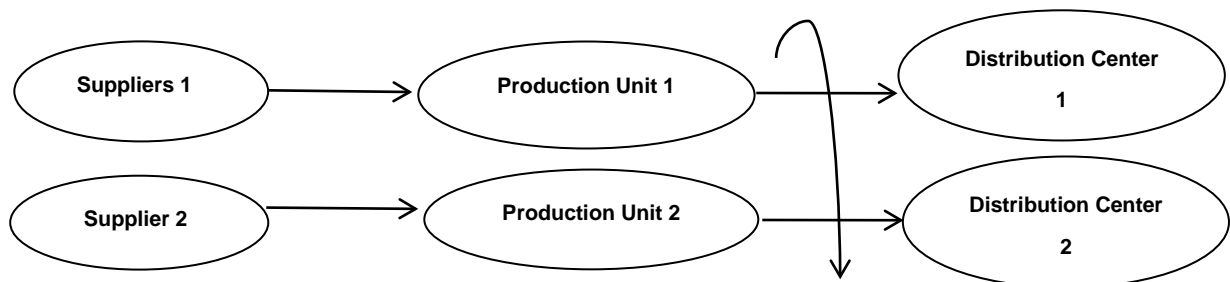 Suppliers 1
Production Unit 1
Distribution Center
1
Supplier 2
Production Unit 2
Distribution Center
2